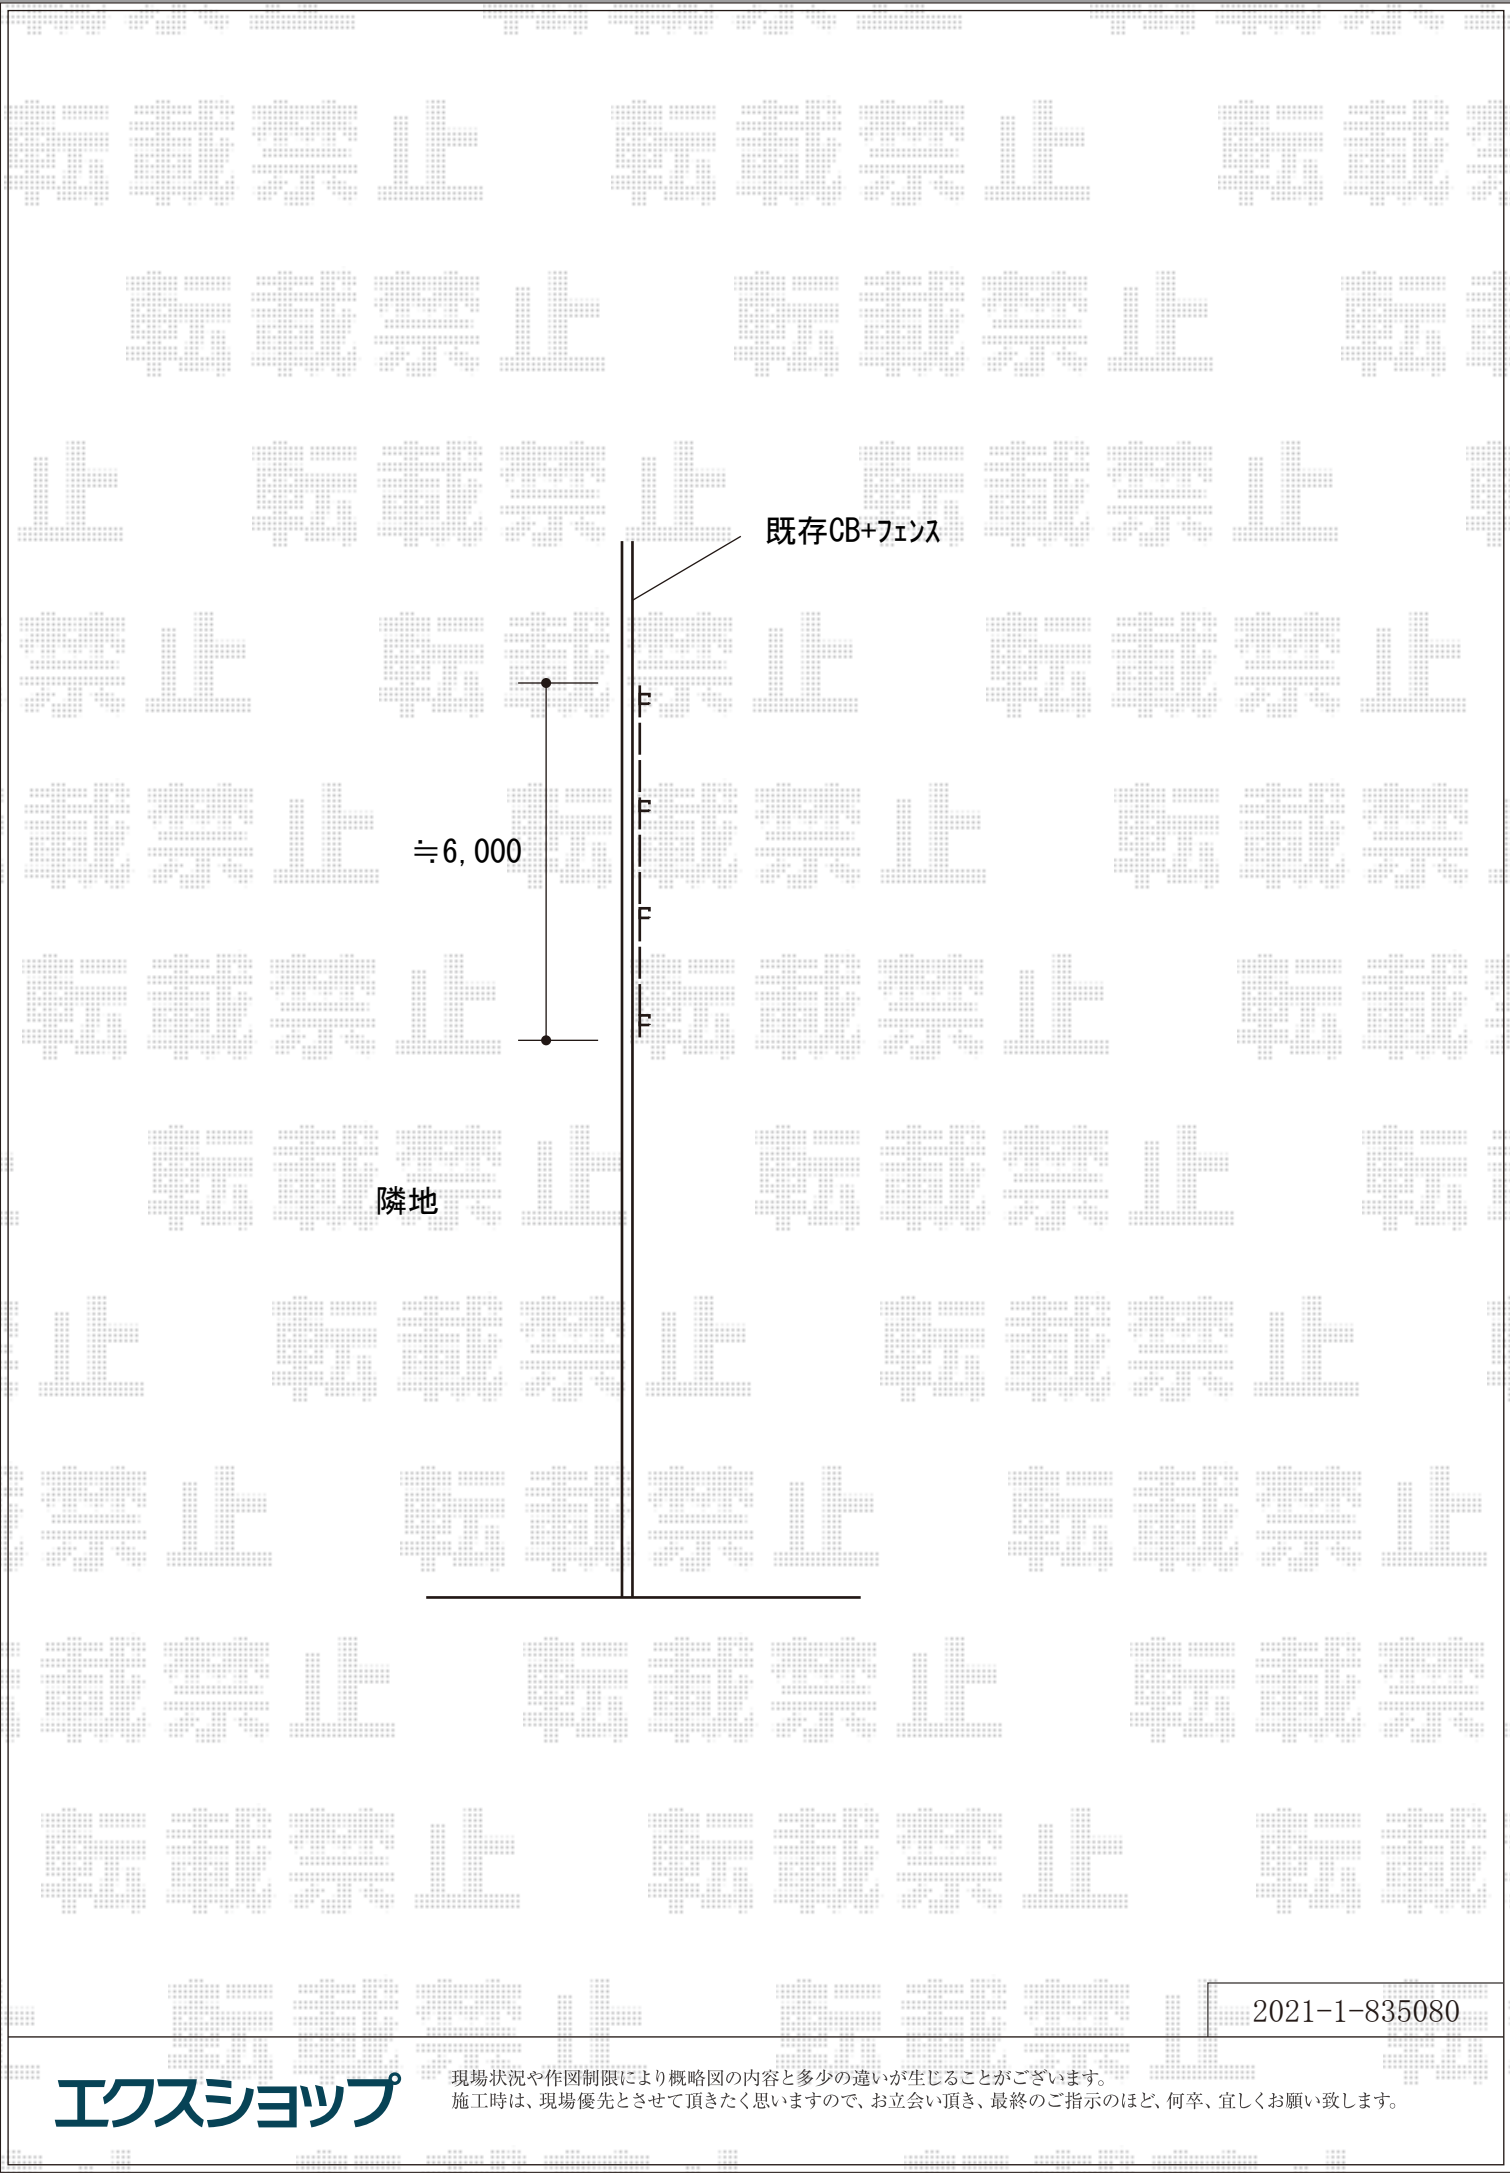 既存CB+フェンス
F
F
≒6,000
F
F
隣地
2021-1-835080
エクスショップ
現場状況や作図制限により概略図の内容と多少の違いが生じることがございます。
施工時は、現場優先とさせて頂きたく思いますので、お立会い頂き、最終のご指示のほど、何卒、宜しくお願い致します。
転載禁止